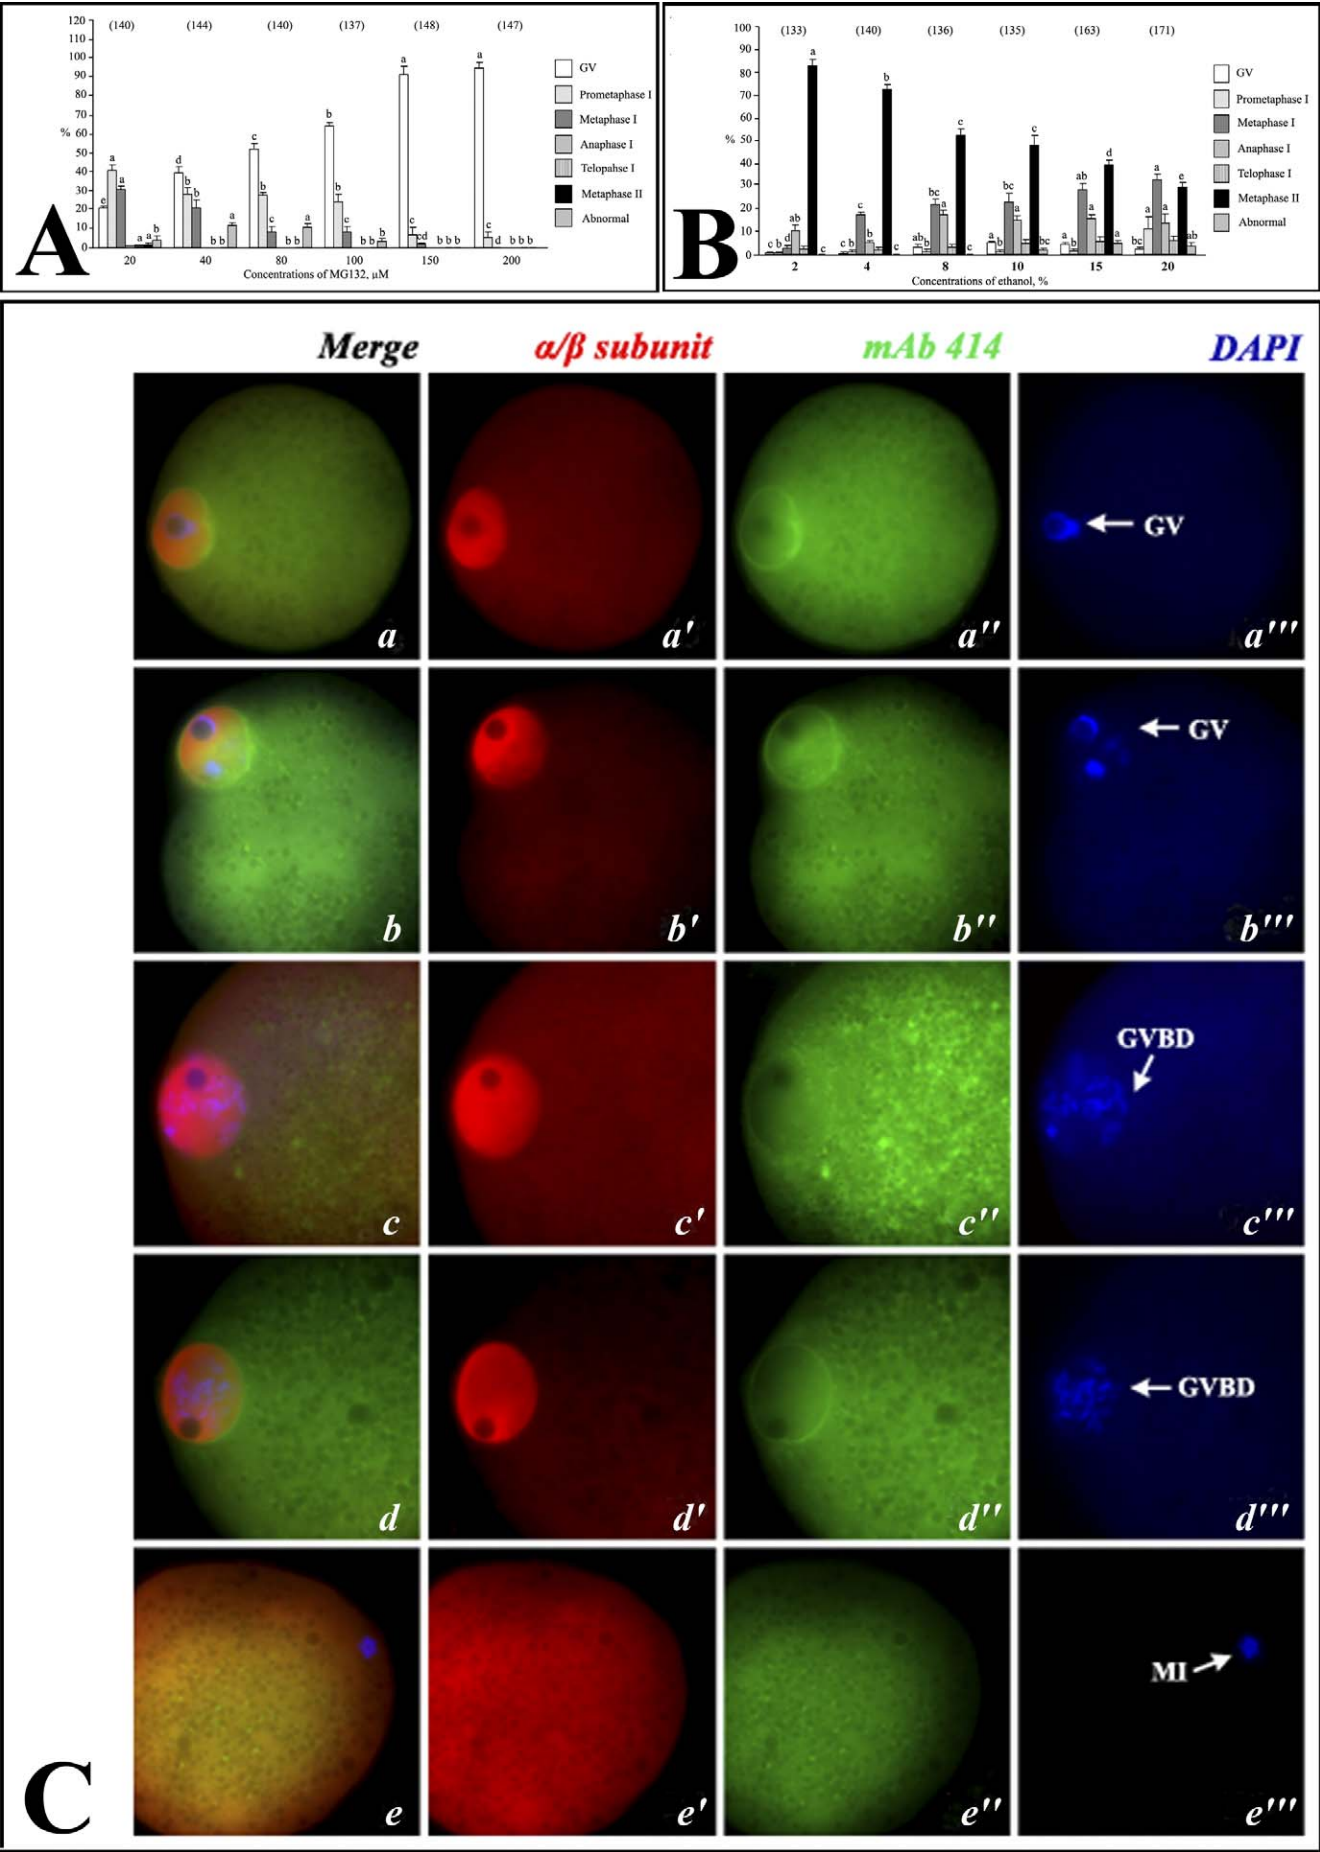 (140) (144) (140) (137) (148) (147)
120
110
100
90
80
70
60
50
40
30
20
10
0
%
20 40 80 100 150 200
Concentrations of MG132, µM
GV
Prometaphase I
Metaphase I
Anaphase I
Telopahse I
Metaphase II
Abnormal
A
(133) (140) (136) (135) (163) (171)
100
90
80
70
60
50
40
30
20
10
0
%
2 4 8 10 15 20
Concentrations of ethanol, %
GV
Prometaphase I
Metaphase I
Anaphase I
Telophase I
Metaphase II
Abnormal
B
Merge α/β subunit mAb 414 DAPI
GV
a a' a'' a'''
GV
b b' b'' b'''
GVBD
c c' c'' c'''
GVBD
d d' d'' d'''
MI
e e' e'' e'''
C